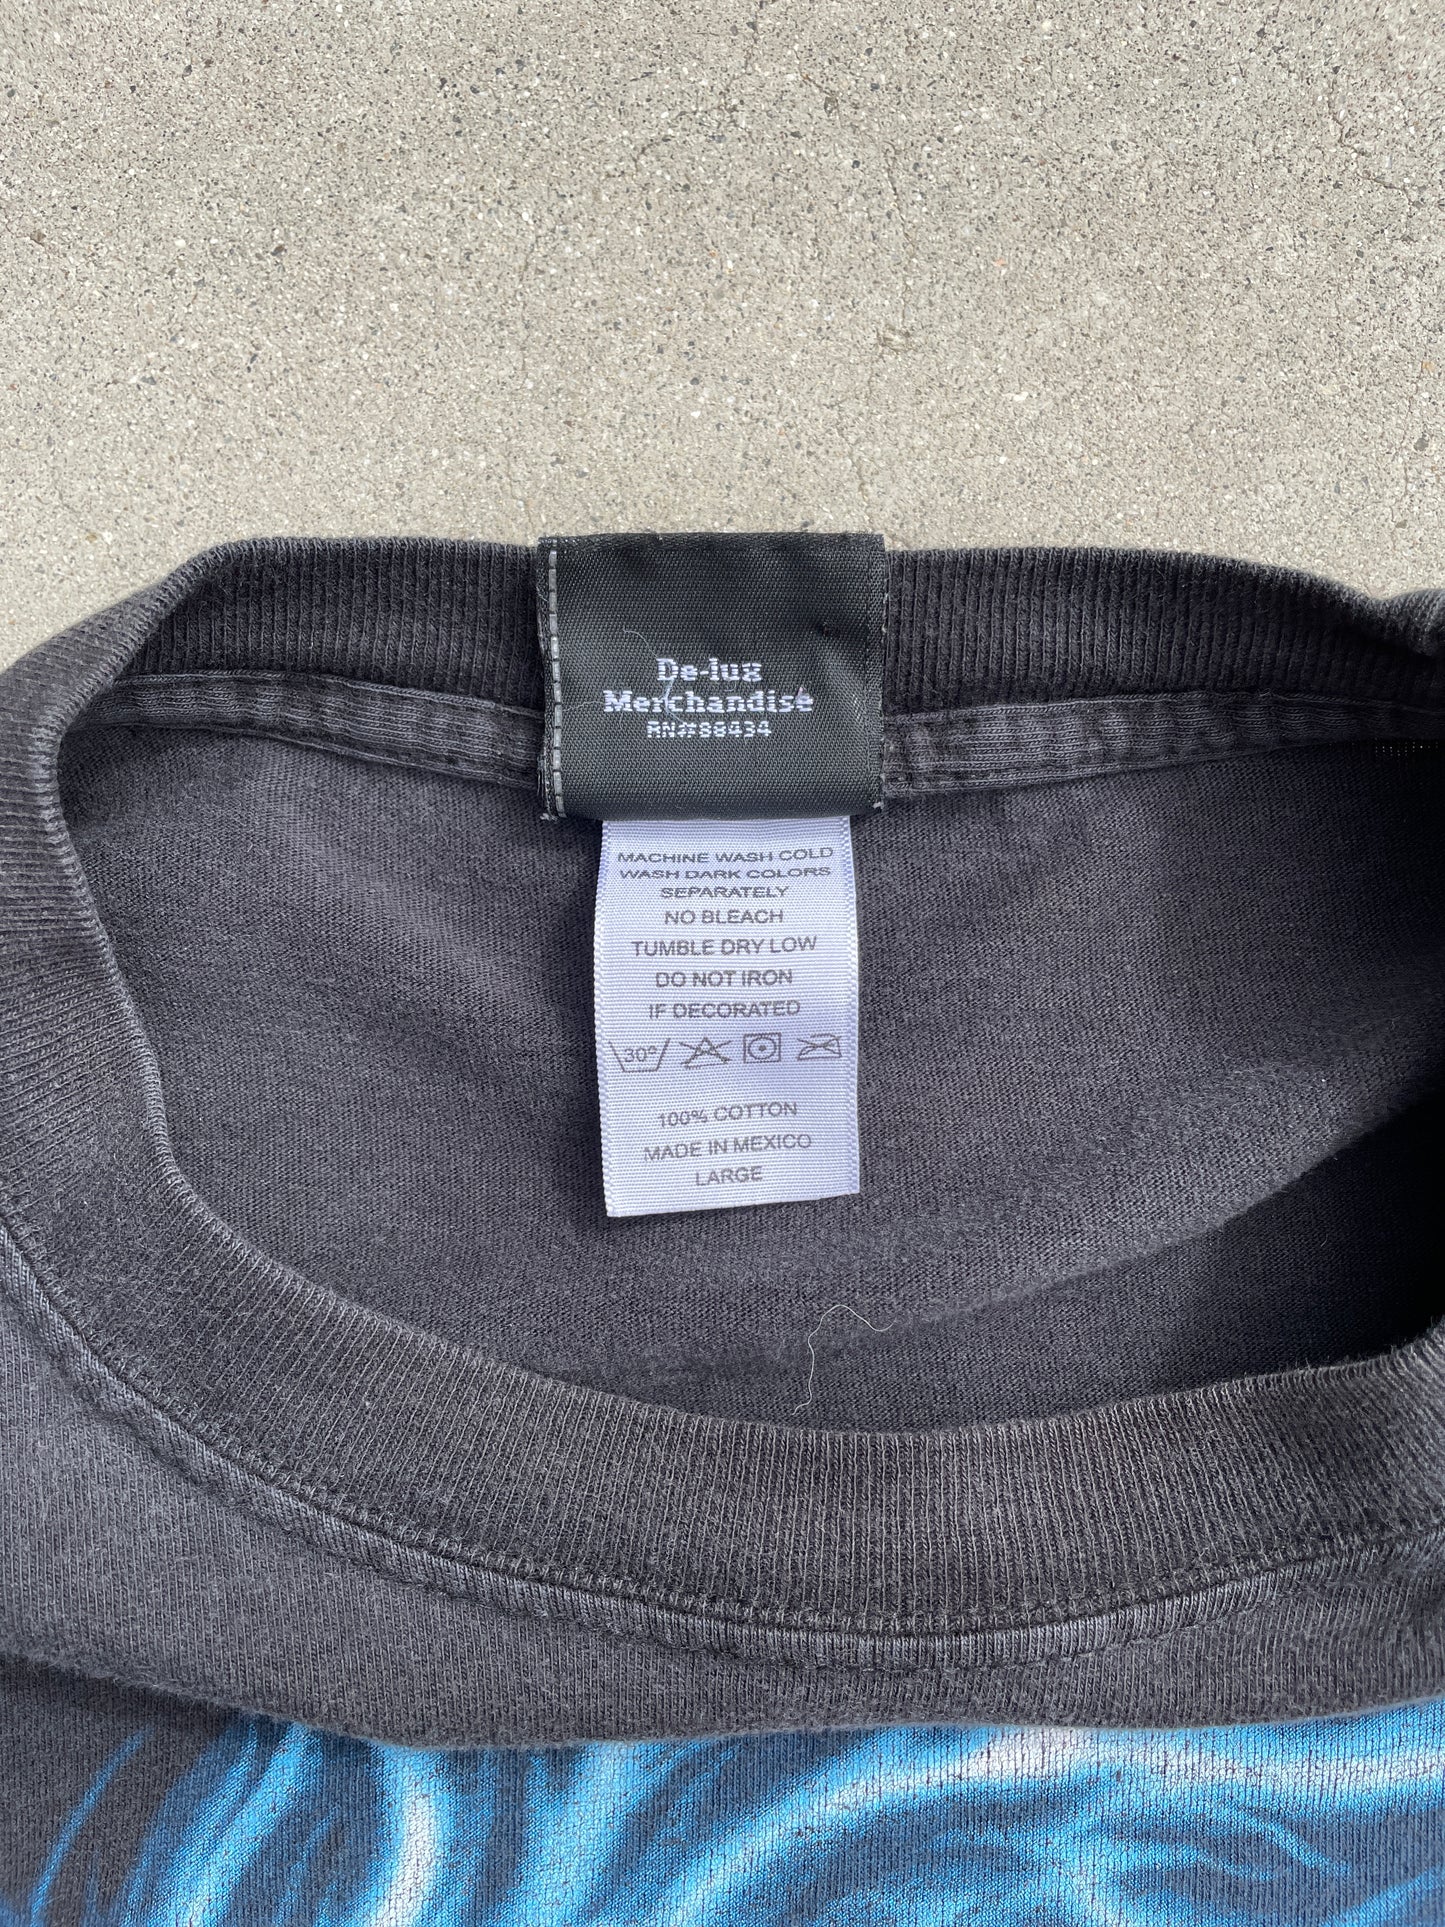 De-lux
Merchandise
RN#88434
MACHINE WASH COLD
WASH DARK COLORS
SEPARATELY
NO BLEACH
TUMBLE DRY LOW
DO NOT IRON
IF DECORATED
30°
100% COTTON
MADE IN MEXICO
LARGE